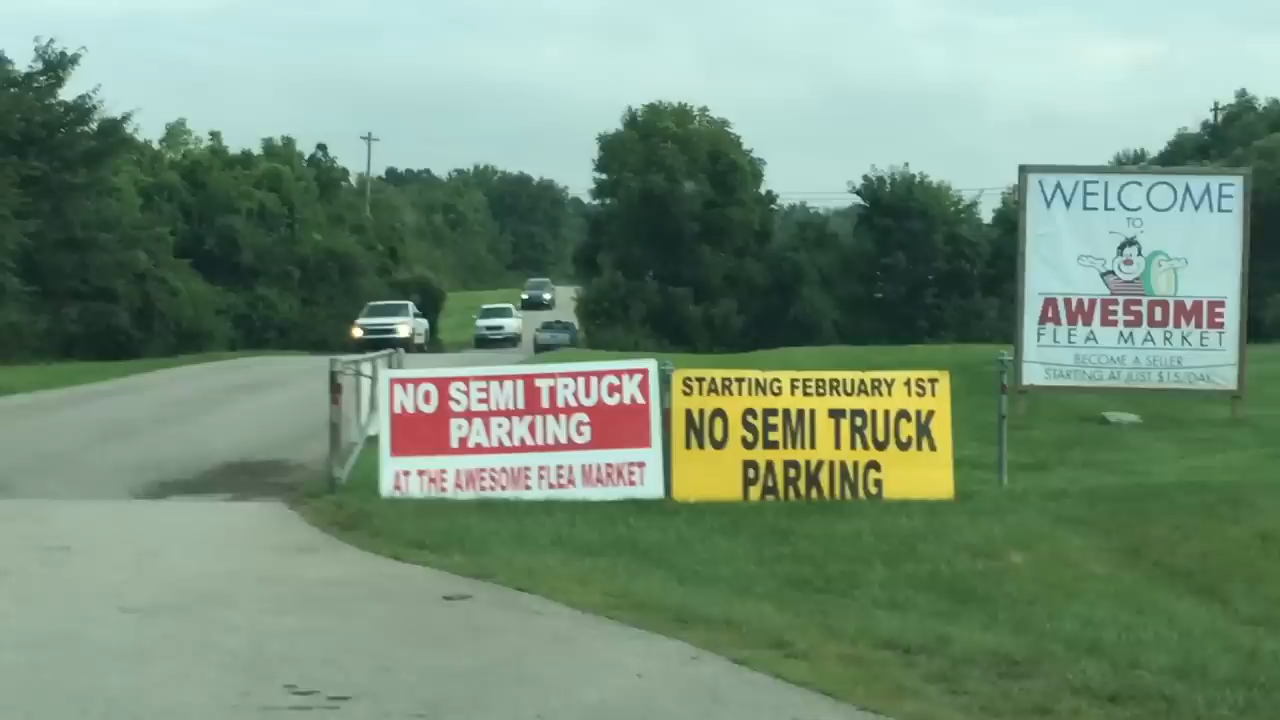 NO SEMI TRUCK
PARKING
AT THE AWESOME FLEA MARKET
STARTING FEBRUARY 1ST
NO SEMI TRUCK
PARKING
WELCOME
TO
AWESOME
FLEA MARKET
BECOME A SELLER
STARTING AT JUST $15/DAY